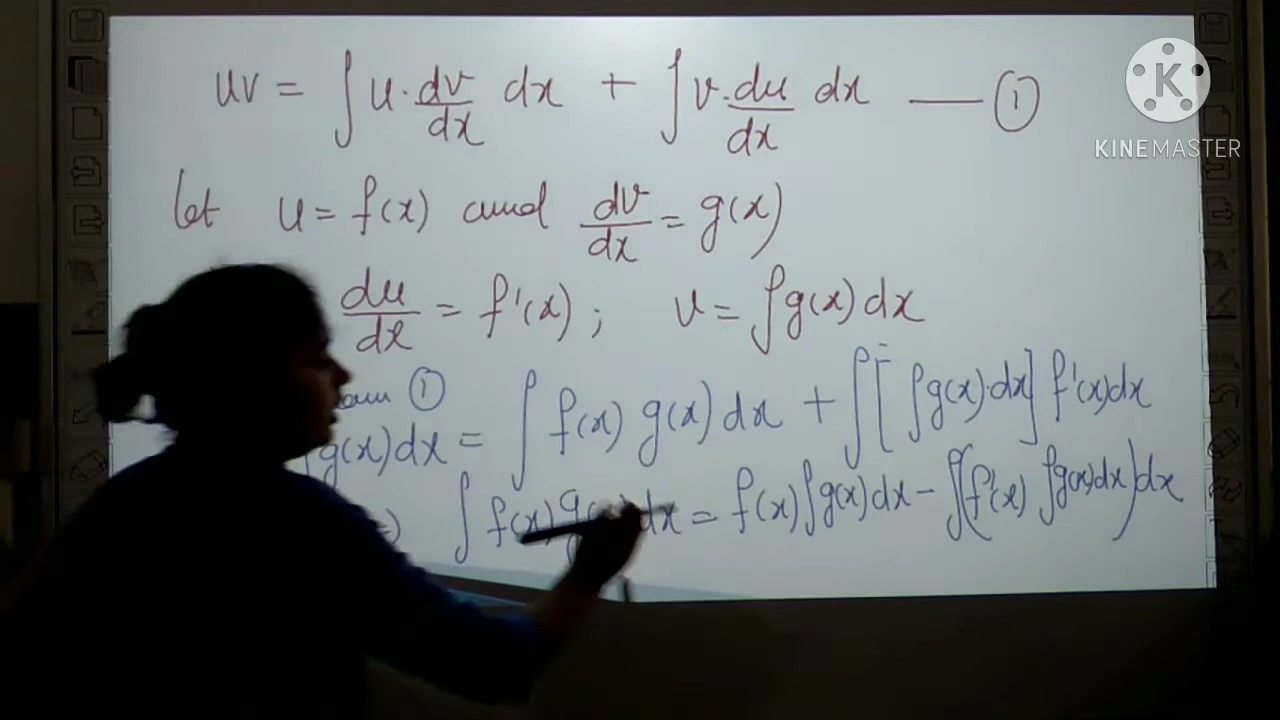 uv = ∫ u · dv/dx dx + ∫ v · du/dx dx — ①
KINEMASTER
let u = f(x) and dv/dx = g(x)
du/dx = f'(x) ; v = ∫ g(x) dx
①
∫ g(x) dx = ∫ f(x) g(x) dx + ∫ [ ∫ g(x) · dx ] f'(x) dx
∫ f(x) g(x) dx = f(x) ∫ g(x) dx − ∫ ( f'(x) ∫ g(x) dx ) dx